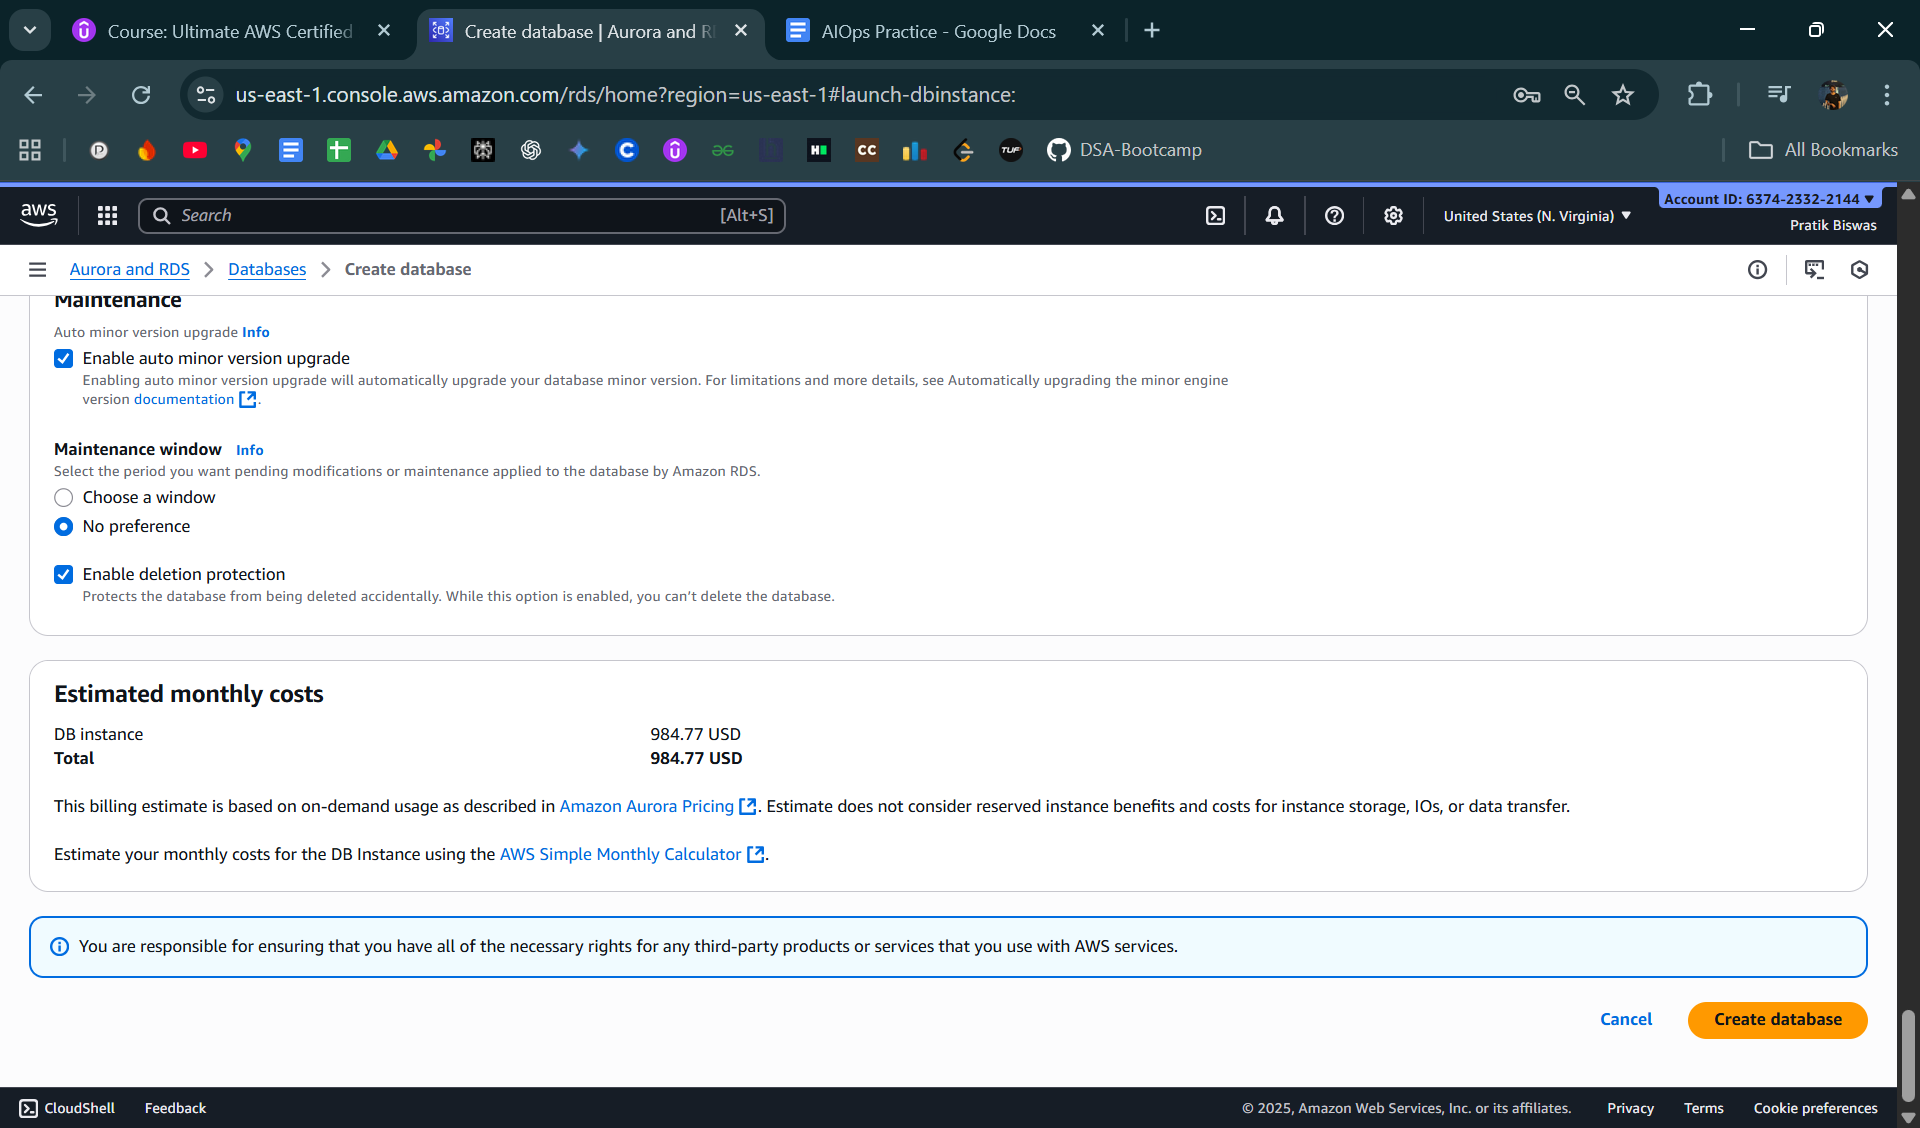 Course: Ultimate AWS Certified
Create database | Aurora and R
AIOps Practice - Google Docs
us-east-1.console.aws.amazon.com/rds/home?region=us-east-1#launch-dbinstance:
DSA-Bootcamp
All Bookmarks
aws
Search
[Alt+S]
United States (N. Virginia)
Account ID: 6374-2332-2144
Pratik Biswas
Aurora and RDS
Databases
Create database
Maintenance
Auto minor version upgrade Info
Enable auto minor version upgrade
Enabling auto minor version upgrade will automatically upgrade your database minor version. For limitations and more details, see Automatically upgrading the minor engine
version documentation.
Maintenance window Info
Select the period you want pending modifications or maintenance applied to the database by Amazon RDS.
Choose a window
No preference
Enable deletion protection
Protects the database from being deleted accidentally. While this option is enabled, you can't delete the database.
Estimated monthly costs
DB instance 984.77 USD
Total 984.77 USD
This billing estimate is based on on-demand usage as described in Amazon Aurora Pricing. Estimate does not consider reserved instance benefits and costs for instance storage, IOs, or data transfer.
Estimate your monthly costs for the DB Instance using the AWS Simple Monthly Calculator.
You are responsible for ensuring that you have all of the necessary rights for any third-party products or services that you use with AWS services.
Cancel
Create database
CloudShell
Feedback
© 2025, Amazon Web Services, Inc. or its affiliates.
Privacy
Terms
Cookie preferences